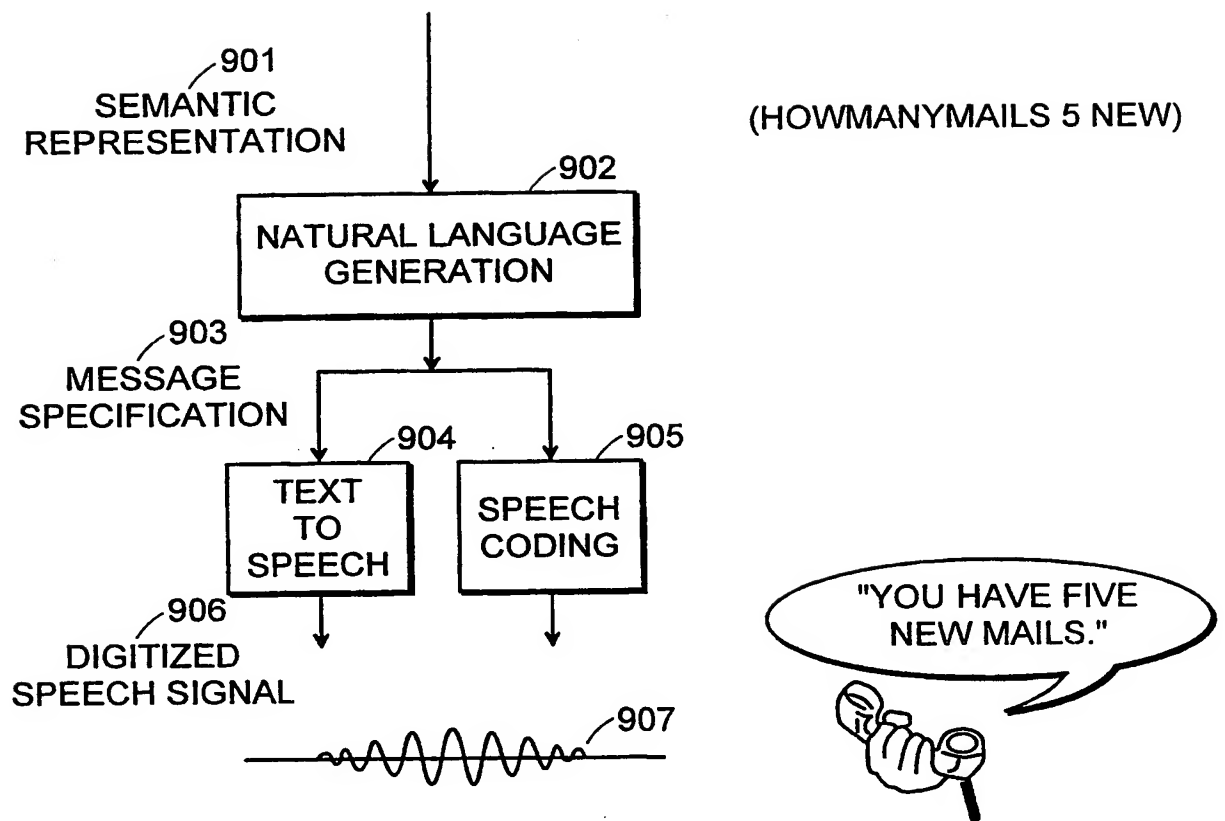 901
SEMANTIC
REPRESENTATION
(HOWMANYMAILS 5 NEW)
902
NATURAL LANGUAGE
GENERATION
903
MESSAGE
SPECIFICATION
904
TEXT
TO
SPEECH
905
SPEECH
CODING
906
DIGITIZED
SPEECH SIGNAL
"YOU HAVE FIVE
NEW MAILS."
907